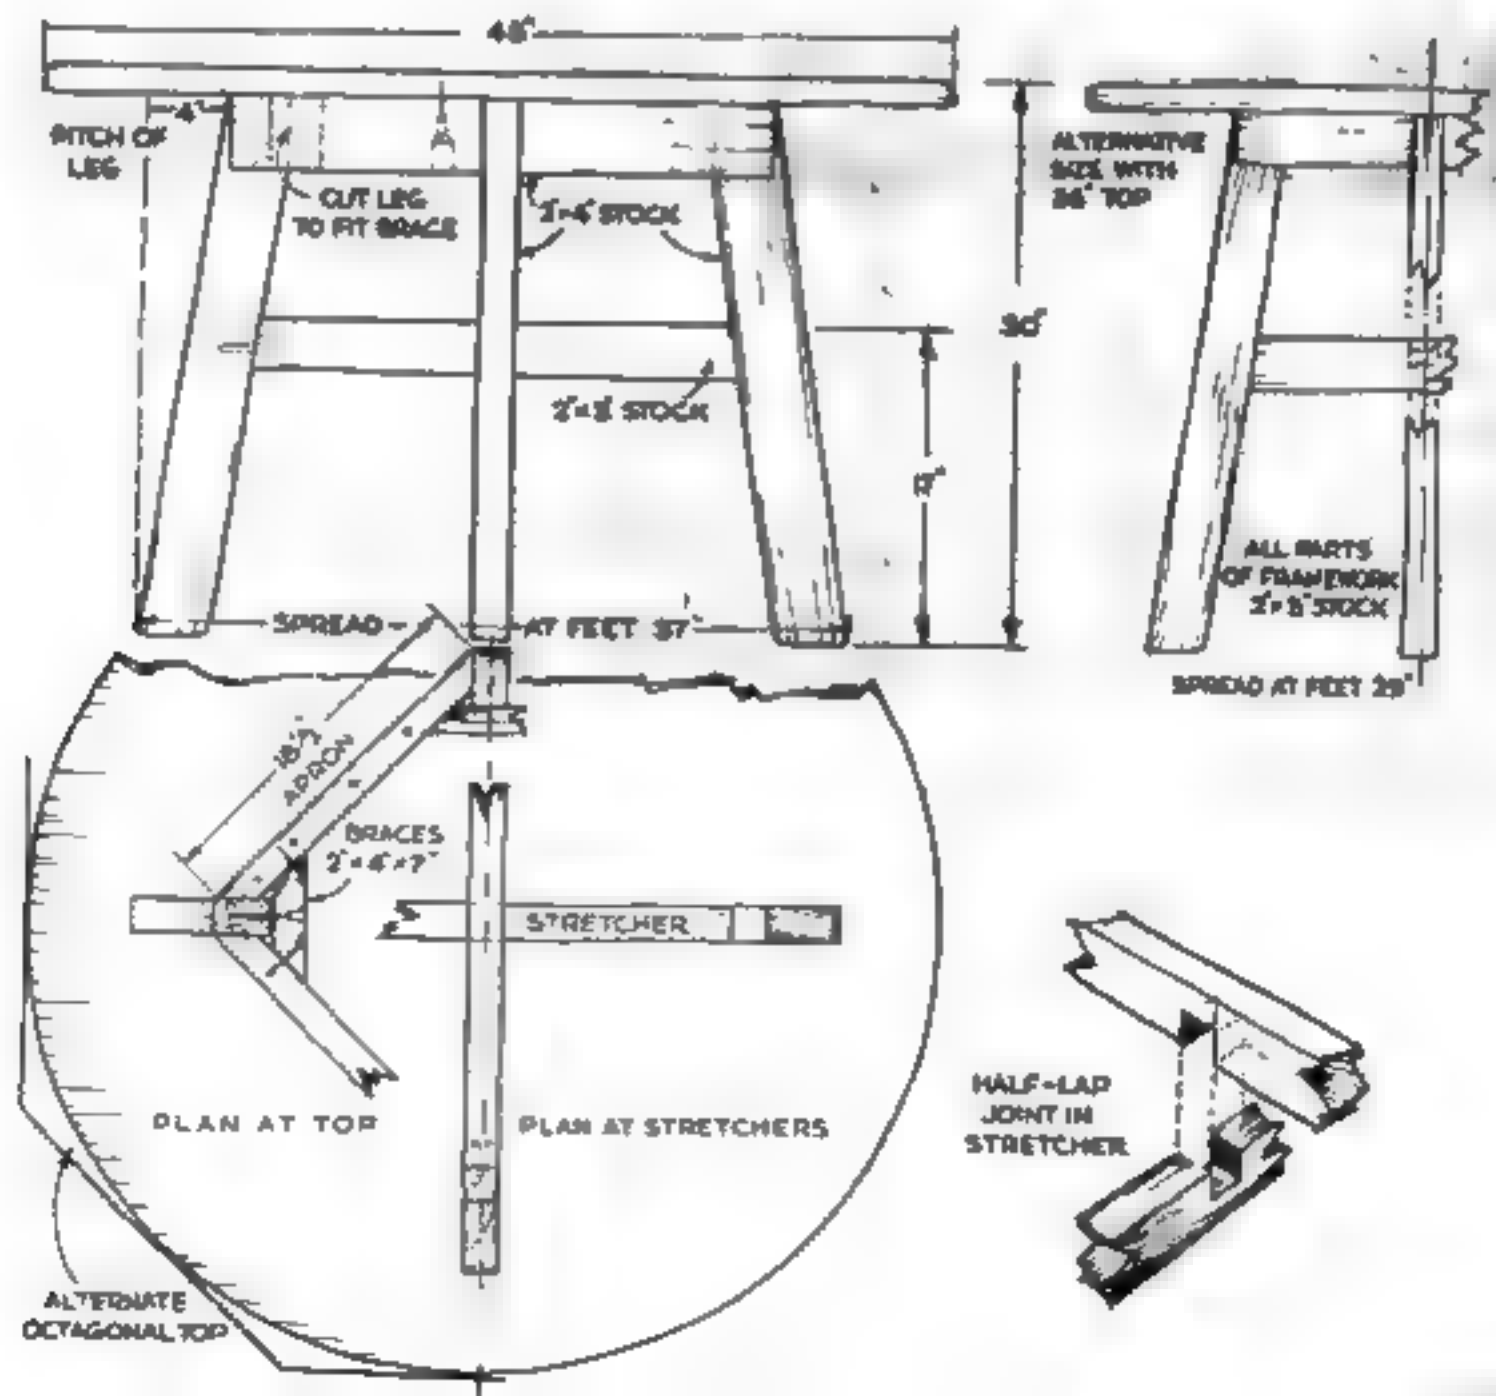 48"
4"
PITCH OF
LEG
CUT LEG
TO FIT BRACE
2"×4" STOCK
ALTERNATIVE
SIZE WITH
36" TOP
30"
2"×3" STOCK
17"
SPREAD AT FEET 37"
ALL PARTS
OF FRAMEWORK
2"×3" STOCK
SPREAD AT FEET 29"
APRON
BRACES
2"×4"×7"
STRETCHER
PLAN AT TOP
PLAN AT STRETCHERS
HALF-LAP
JOINT IN
STRETCHER
ALTERNATE
OCTAGONAL TOP